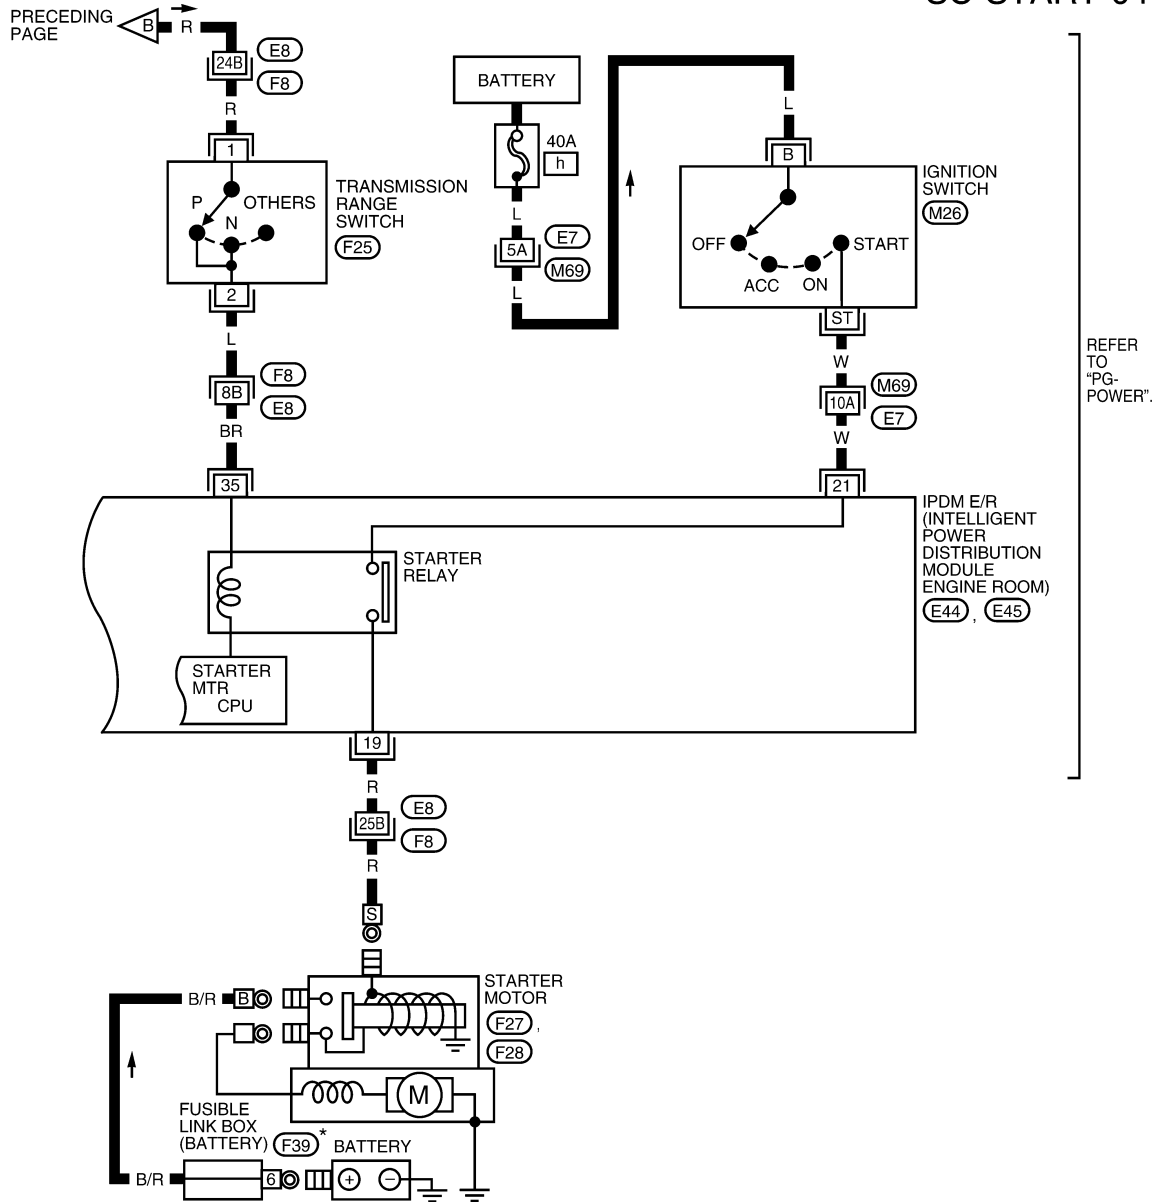 PRECEDING
PAGE
B
R
24B
E8
F8
R
1
P
OTHERS
N
TRANSMISSION
RANGE
SWITCH
F25
2
L
8B
F8
E8
BR
35
BATTERY
40A
h
L
5A
E7
M69
L
L
B
IGNITION
SWITCH
M26
OFF
START
ACC
ON
ST
W
10A
M69
E7
W
21
REFER
TO
“PG-
POWER”.
IPDM E/R
(INTELLIGENT
POWER
DISTRIBUTION
MODULE
ENGINE ROOM)
E44 , E45
STARTER
RELAY
STARTER
MTR
CPU
19
R
25B
E8
F8
R
S
STARTER
MOTOR
F27 ,
F28
B/R
B
M
FUSIBLE
LINK BOX
(BATTERY) F39 *
BATTERY
B/R
6
+
−